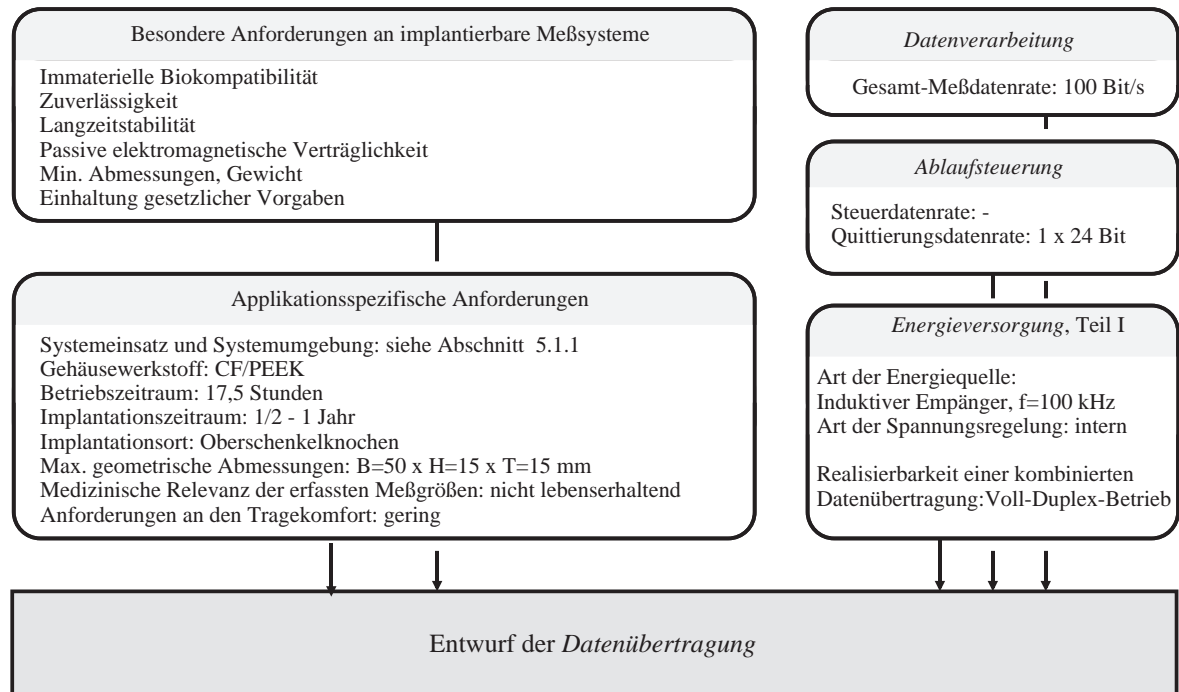 Besondere Anforderungen an implantierbare Meßsysteme
Immaterielle Biokompatibilität
Zuverlässigkeit
Langzeitstabilität
Passive elektromagnetische Verträglichkeit
Min. Abmessungen, Gewicht
Einhaltung gesetzlicher Vorgaben
Applikationsspezifische Anforderungen
Systemeinsatz und Systemumgebung: siehe Abschnitt 5.1.1
Gehäusewerkstoff: CF/PEEK
Betriebszeitraum: 17,5 Stunden
Implantationszeitraum: 1/2 - 1 Jahr
Implantationsort: Oberschenkelknochen
Max. geometrische Abmessungen: B=50 x H=15 x T=15 mm
Medizinische Relevanz der erfassten Meßgrößen: nicht lebenserhaltend
Anforderungen an den Tragekomfort: gering
Datenverarbeitung
Gesamt-Meßdatenrate: 100 Bit/s
Ablaufsteuerung
Steuerdatenrate: -
Quittierungsdatenrate: 1 x 24 Bit
Energieversorgung, Teil I
Art der Energiequelle:
Induktiver Empänger, f=100 kHz
Art der Spannungsregelung: intern
Realisierbarkeit einer kombinierten
Datenübertragung:Voll-Duplex-Betrieb
Entwurf der Datenübertragung